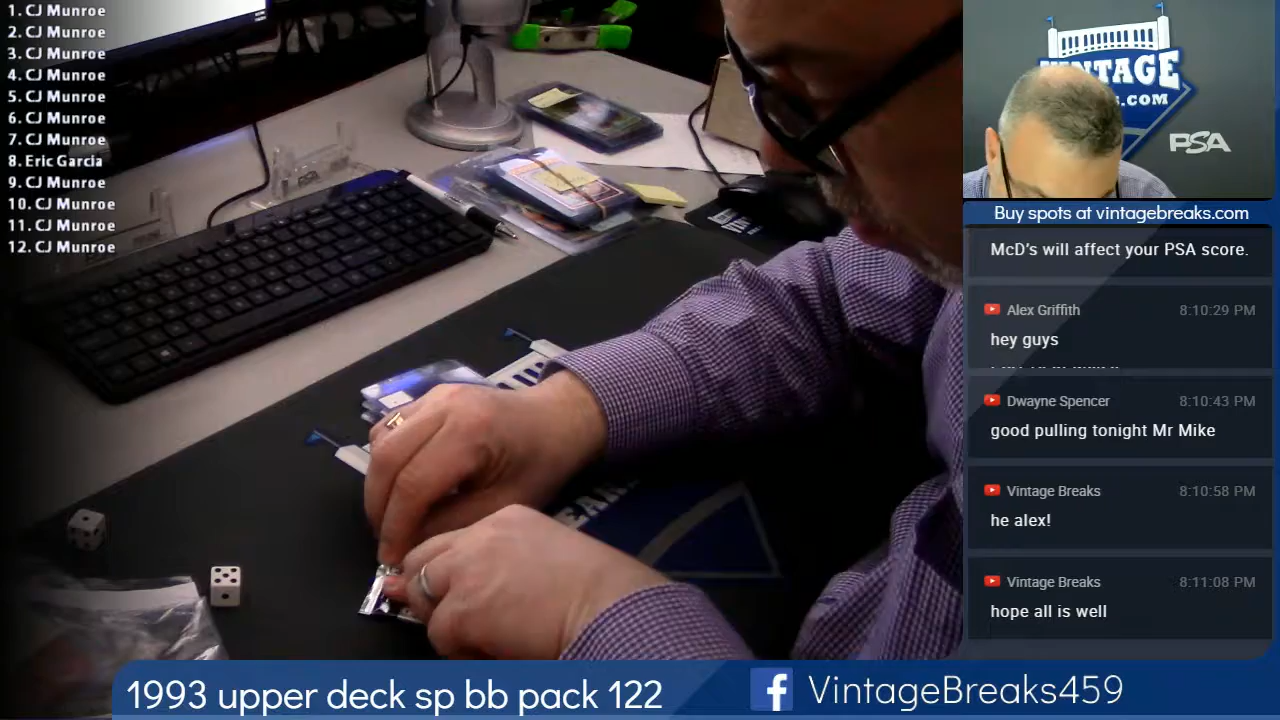 1. CJ Munroe
2. CJ Munroe
3. CJ Munroe
4. CJ Munroe
5. CJ Munroe
6. CJ Munroe
7. CJ Munroe
8. Eric Garcia
9. CJ Munroe
10. CJ Munroe
11. CJ Munroe
12. CJ Munroe
VINTAGE
.COM
PSA
Buy spots at vintagebreaks.com
McD's will affect your PSA score.
Alex Griffith 8:10:29 PM
hey guys
Dwayne Spencer 8:10:43 PM
good pulling tonight Mr Mike
Vintage Breaks 8:10:58 PM
he alex!
Vintage Breaks 8:11:08 PM
hope all is well
1993 upper deck sp bb pack 122
f VintageBreaks459